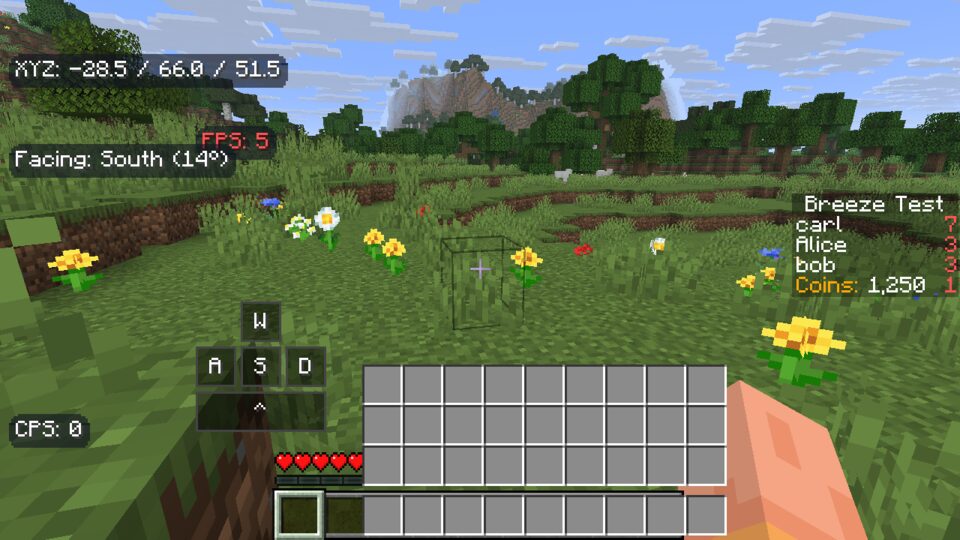 XYZ: -28.5 / 66.0 / 51.5
FPS: 5
Facing: South (14°)
Breeze Test
carl 7
Alice 3
bob 3
Coins: 1,250 1
W
A S D
^
CPS: 0